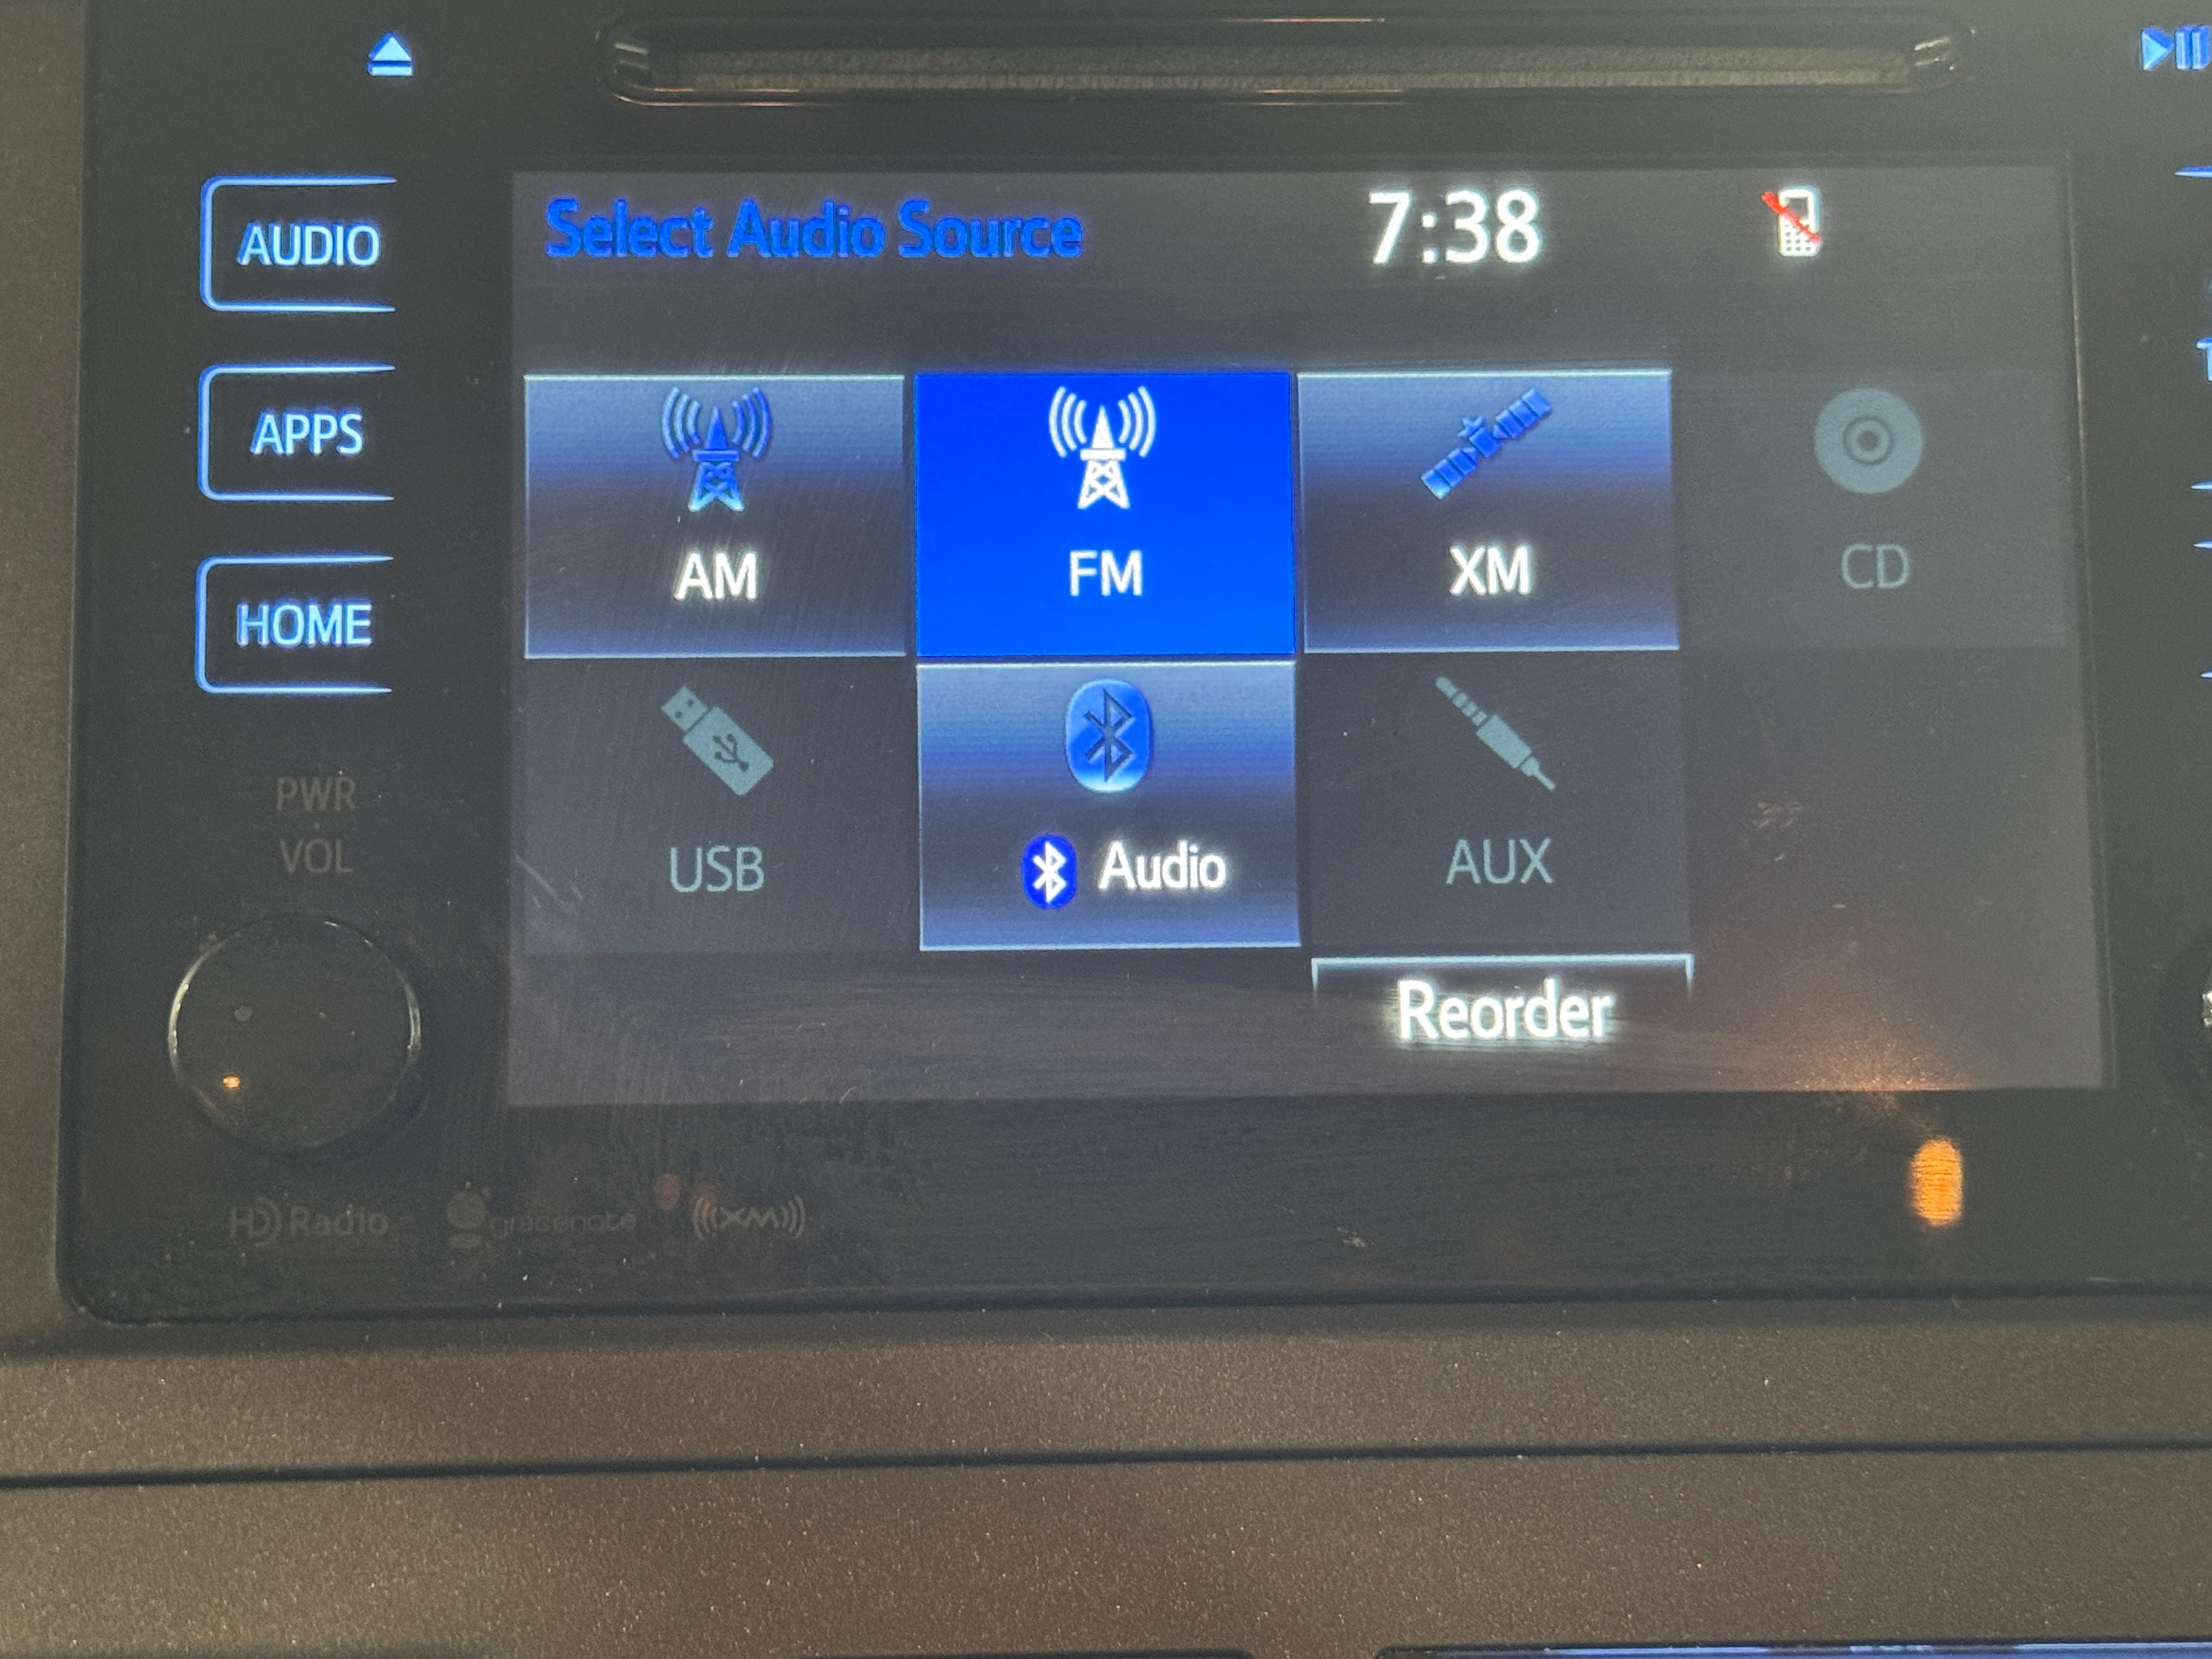 AUDIO
Select Audio Source
7:38
APPS
AM
FM
XM
CD
HOME
USB
Audio
AUX
PWR
VOL
Reorder
HD Radio
gracenote
((XM))